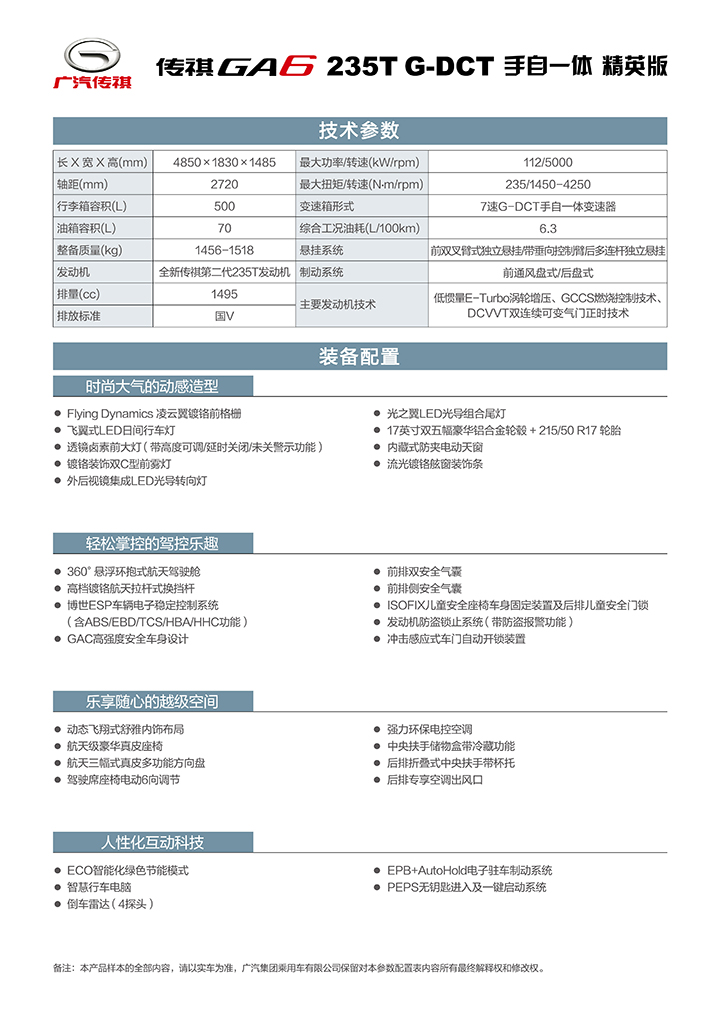 广汽传祺
传祺GA6 235T G-DCT 手自一体 精英版
技术参数
长 X 宽 X 高(mm) 4850×1830×1485 最大功率/转速(kW/rpm) 112/5000
轴距(mm) 2720 最大扭矩/转速(N·m/rpm) 235/1450-4250
行李箱容积(L) 500 变速箱形式 7速G-DCT手自一体变速器
油箱容积(L) 70 综合工况油耗(L/100km) 6.3
整备质量(kg) 1456-1518 悬挂系统 前双叉臂式独立悬挂/带垂向控制臂后多连杆独立悬挂
发动机 全新传祺第二代235T发动机 制动系统 前通风盘式/后盘式
排量(cc) 1495
主要发动机技术 低惯量E-Turbo涡轮增压、GCCS燃烧控制技术、
DCVVT双连续可变气门正时技术
排放标准 国V
装备配置
时尚大气的动感造型
Flying Dynamics 凌云翼镀铬前格栅
飞翼式LED日间行车灯
透镜卤素前大灯（带高度可调/延时关闭/未关警示功能）
镀铬装饰双C型前雾灯
外后视镜集成LED光导转向灯
光之翼LED光导组合尾灯
17英寸双五幅豪华铝合金轮毂 + 215/50 R17 轮胎
内藏式防夹电动天窗
流光镀铬舷窗装饰条
轻松掌控的驾控乐趣
360° 悬浮环抱式航天驾驶舱
高档镀铬航天拉杆式换挡杆
博世ESP车辆电子稳定控制系统
（含ABS/EBD/TCS/HBA/HHC功能）
GAC高强度安全车身设计
前排双安全气囊
前排侧安全气囊
ISOFIX儿童安全座椅车身固定装置及后排儿童安全门锁
发动机防盗锁止系统（带防盗报警功能）
冲击感应式车门自动开锁装置
乐享随心的越级空间
动态飞翔式舒雅内饰布局
航天级豪华真皮座椅
航天三幅式真皮多功能方向盘
驾驶席座椅电动6向调节
强力环保电控空调
中央扶手储物盒带冷藏功能
后排折叠式中央扶手带杯托
后排专享空调出风口
人性化互动科技
ECO智能化绿色节能模式
智慧行车电脑
倒车雷达（4探头）
EPB+AutoHold电子驻车制动系统
PEPS无钥匙进入及一键启动系统
备注：本产品样本的全部内容，请以实车为准，广汽集团乘用车有限公司保留对本参数配置表内容所有最终解释权和修改权。